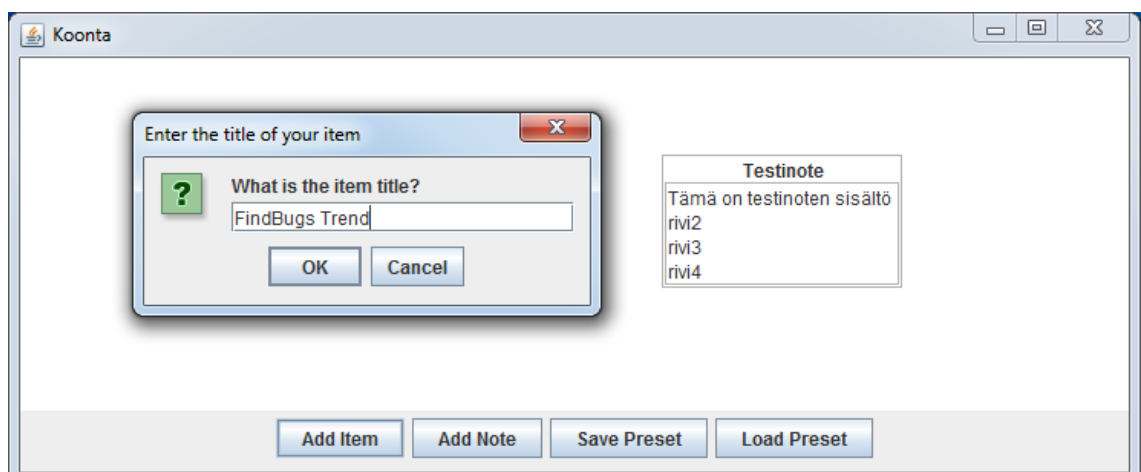 Koonta
Enter the title of your item
What is the item title?
FindBugs Trend
OK Cancel
Testinote
Tämä on testinoten sisältö
rivi2
rivi3
rivi4
Add Item Add Note Save Preset Load Preset